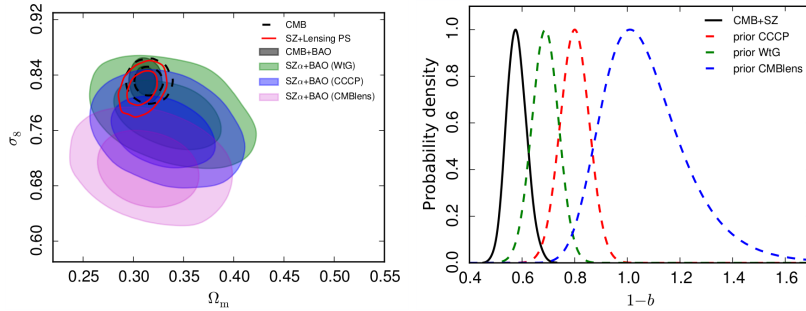 0.92
0.84
0.76
0.68
0.60
σ8
0.25
0.30
0.35
0.40
0.45
0.50
0.55
Ωm
CMB
SZ+Lensing PS
CMB+BAO
SZα+BAO (WtG)
SZα+BAO (CCCP)
SZα+BAO (CMBlens)
Probability density
1.0
0.8
0.6
0.4
0.2
0.0
0.4
0.6
0.8
1.0
1.2
1.4
1.6
1−b
CMB+SZ
prior CCCP
prior WtG
prior CMBlens